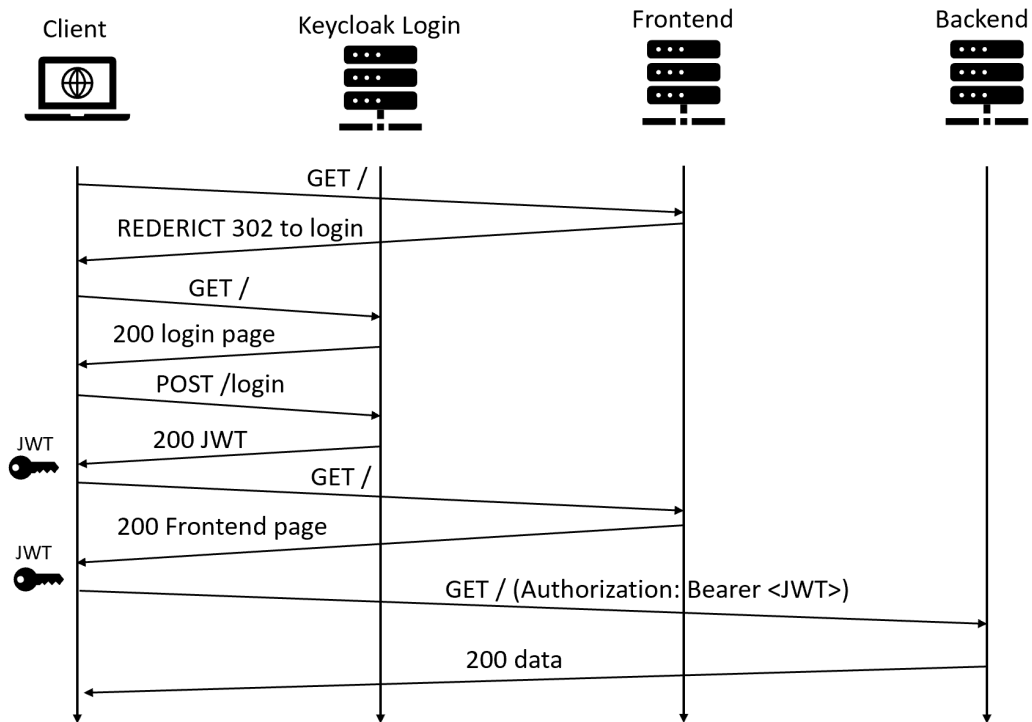 Client
Keycloak Login
Frontend
Backend
GET /
REDERICT 302 to login
GET /
200 login page
POST /login
200 JWT
JWT
GET /
200 Frontend page
JWT
GET / (Authorization: Bearer <JWT>)
200 data